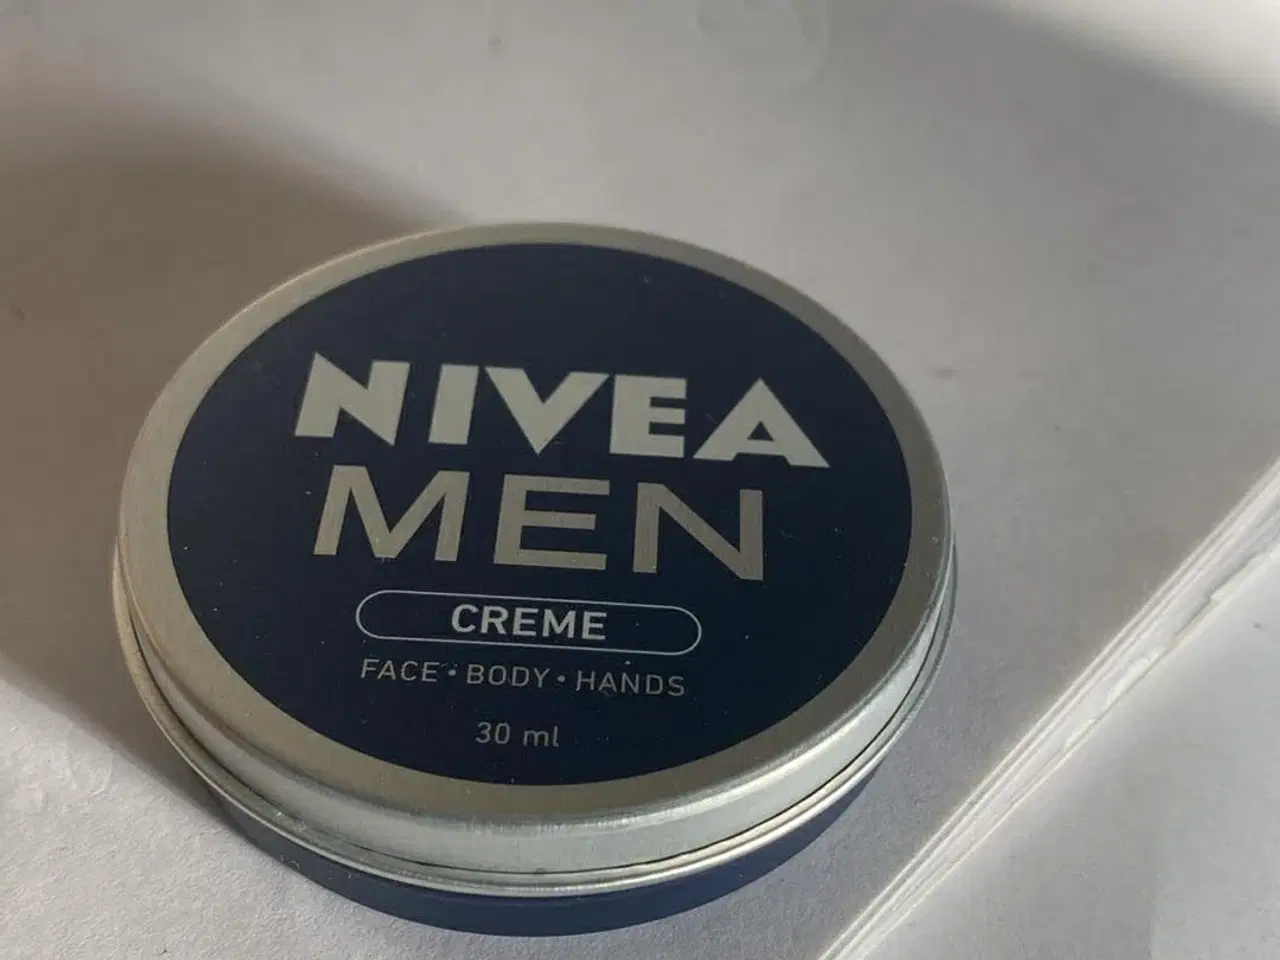 NIVEA
MEN
CREME
FACE • BODY • HANDS
30 ml